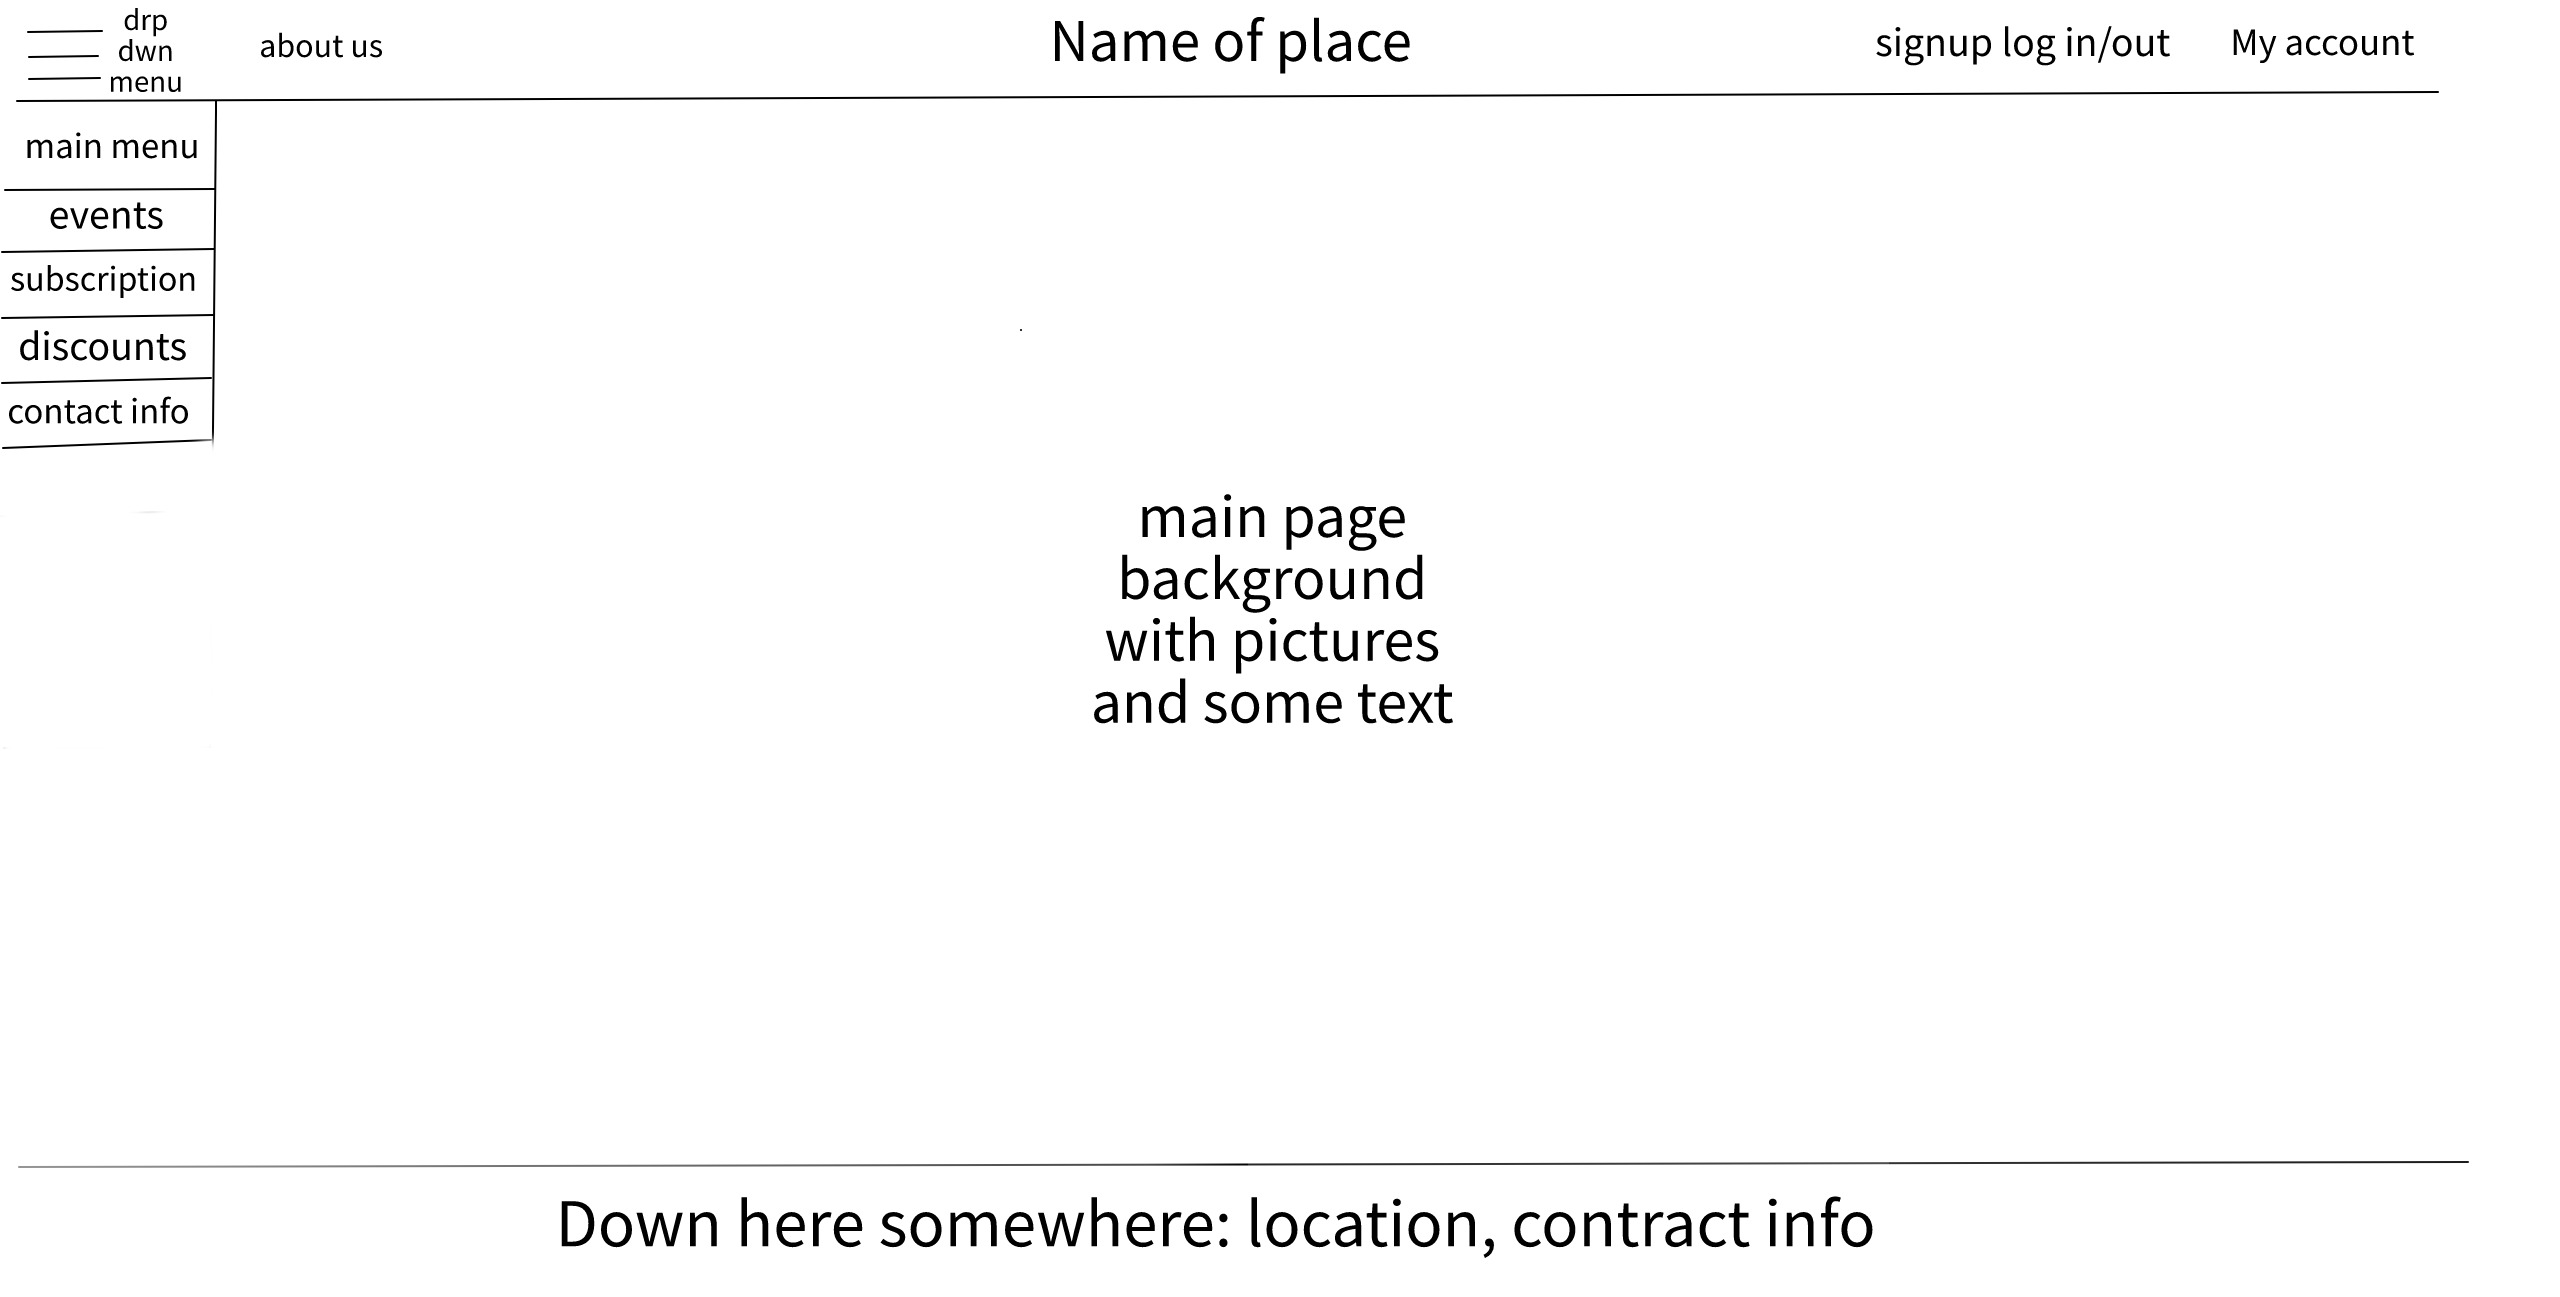 drp
dwn
menu
about us
Name of place
signup log in/out
My account
main menu
events
subscription
discounts
contact info
main page
background
with pictures
and some text
Down here somewhere: location, contract info